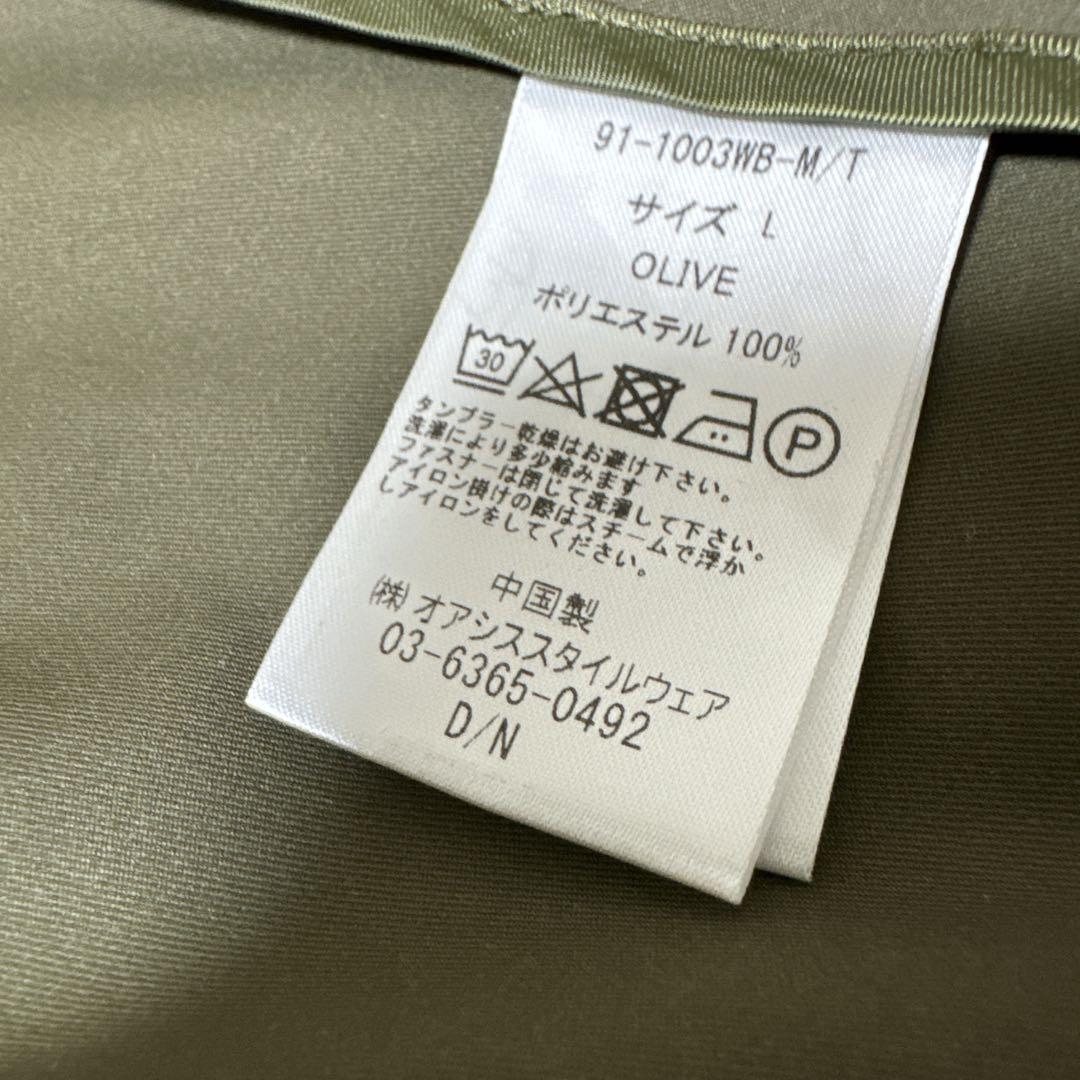 91-1003WB-M/T
サイズ L
OLIVE
ポリエステル 100%
30 P
タンブラー乾燥はお避け下さい。
洗濯により多少縮みます
ファスナーは閉じて洗濯して下さい。
アイロン掛けの際はスチームで浮か
しアイロンをしてください。
中国製
㈱オアシススタイルウェア
03-6365-0492
D/N